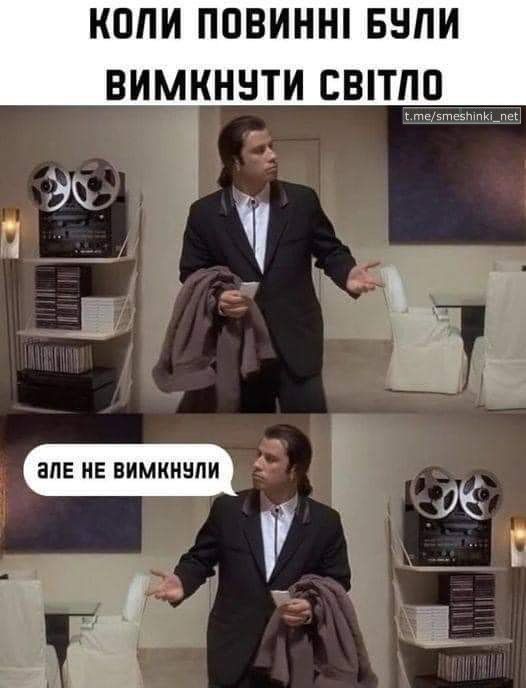 КОЛИ ПОВИННІ БУЛИ
ВИМКНУТИ СВІТЛО
t.me/smeshinki_net
але не вимкнули